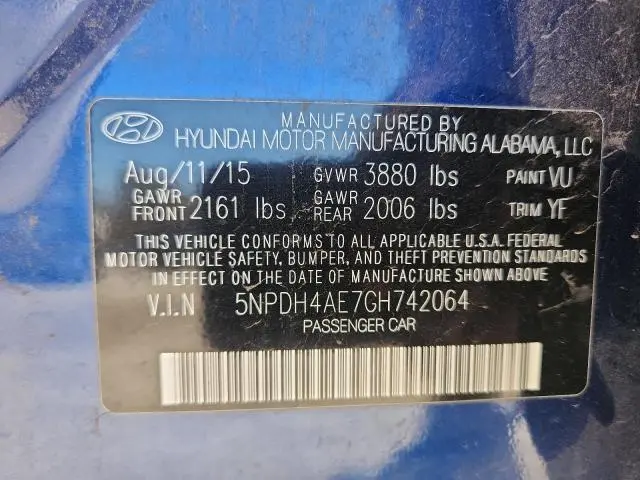 MANUFACTURED BY
HYUNDAI MOTOR MANUFACTURING ALABAMA, LLC
Aug/11/15 GVWR 3880 lbs PAINT VU
GAWR FRONT 2161 lbs GAWR REAR 2006 lbs TRIM YF
THIS VEHICLE CONFORMS TO ALL APPLICABLE U.S.A. FEDERAL
MOTOR VEHICLE SAFETY, BUMPER, AND THEFT PREVENTION STANDARDS
IN EFFECT ON THE DATE OF MANUFACTURE SHOWN ABOVE.
V.I.N 5NPDH4AE7GH742064
PASSENGER CAR